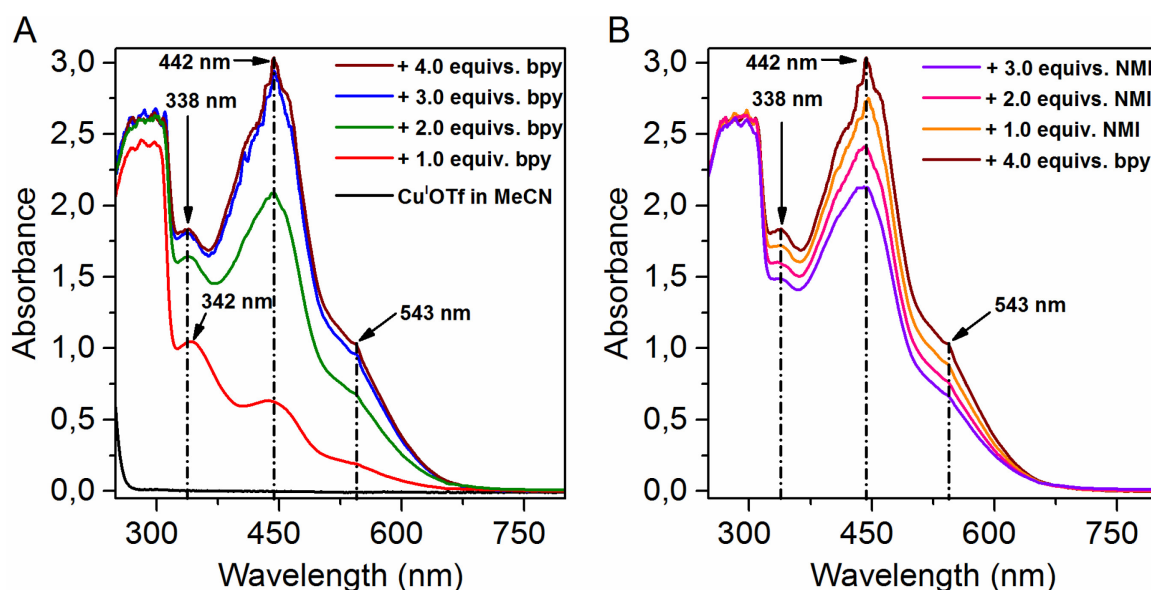 A
442 nm
338 nm
342 nm
543 nm
+ 4.0 equivs. bpy
+ 3.0 equivs. bpy
+ 2.0 equivs. bpy
+ 1.0 equiv. bpy
CuᴵOTf in MeCN
3,0
2,5
2,0
1,5
1,0
0,5
0,0
Absorbance
300 450 600 750
Wavelength (nm)
B
442 nm
338 nm
543 nm
+ 3.0 equivs. NMI
+ 2.0 equivs. NMI
+ 1.0 equiv. NMI
+ 4.0 equivs. bpy
3,0
2,5
2,0
1,5
1,0
0,5
0,0
Absorbance
300 450 600 750
Wavelength (nm)